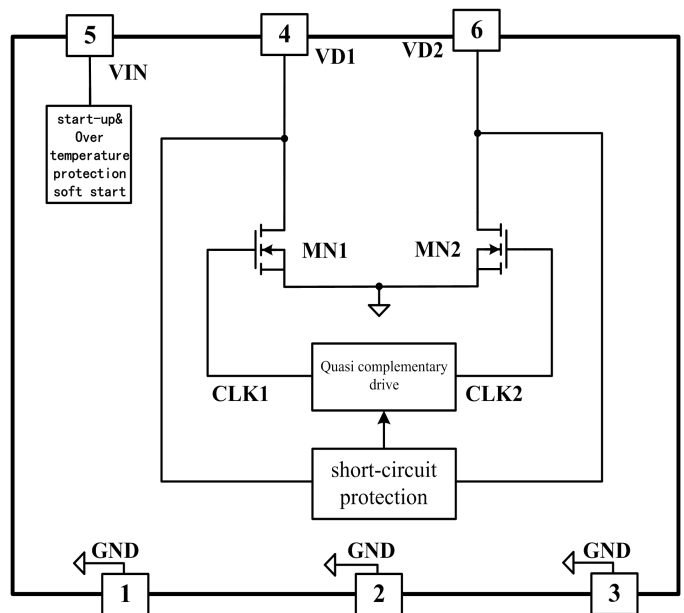 5
4
6
VIN
VD1
VD2
start-up&
Over
temperature
protection
soft start
MN1
MN2
Quasi complementary
drive
CLK1
CLK2
short-circuit
protection
GND
GND
GND
1
2
3